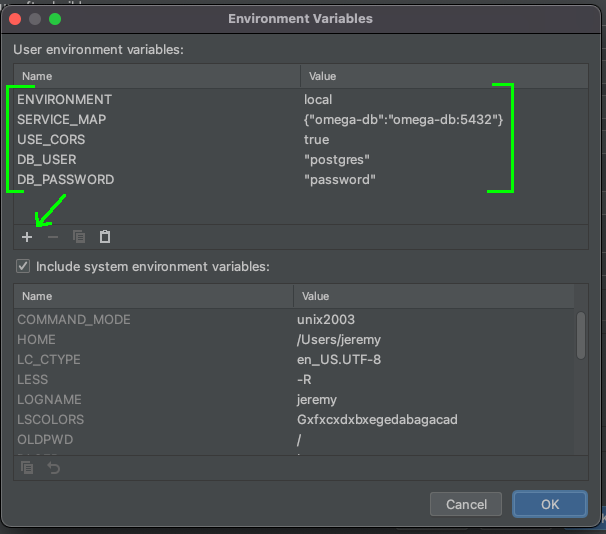 Environment Variables
User environment variables:
Name Value
ENVIRONMENT local
SERVICE_MAP {"omega-db":"omega-db:5432"}
USE_CORS true
DB_USER "postgres"
DB_PASSWORD "password"
Include system environment variables:
Name Value
COMMAND_MODE unix2003
HOME /Users/jeremy
LC_CTYPE en_US.UTF-8
LESS -R
LOGNAME jeremy
LSCOLORS Gxfxcxdxbxegedabagacad
OLDPWD /
Cancel OK